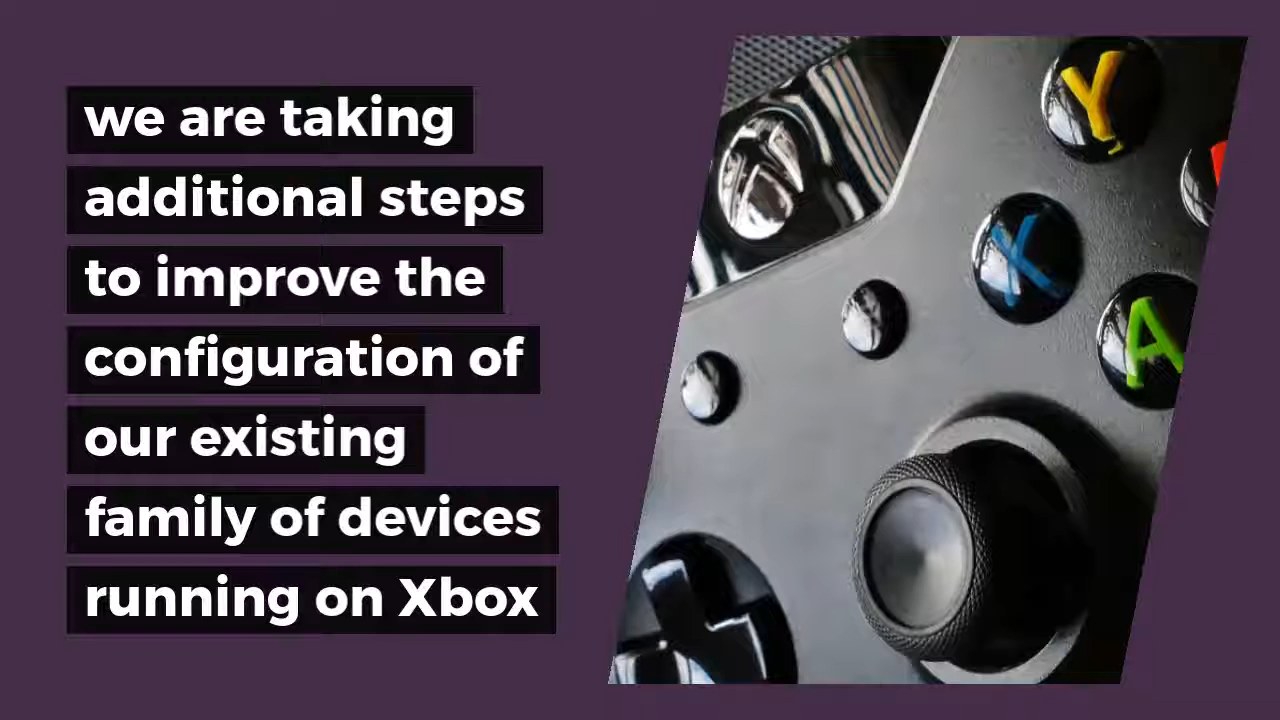 we are taking
additional steps
to improve the
configuration of
our existing
family of devices
running on Xbox
Y
X
A